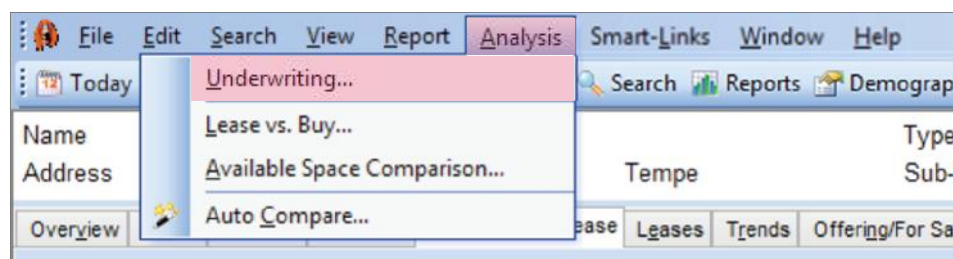 File Edit Search View Report Analysis Smart-Links Window Help
12 Today Search Reports Demograp
Underwriting...
Lease vs. Buy...
Available Space Comparison...
Auto Compare...
Name Type
Address Tempe Sub-
Overview ease Leases Trends Offering/For Sa